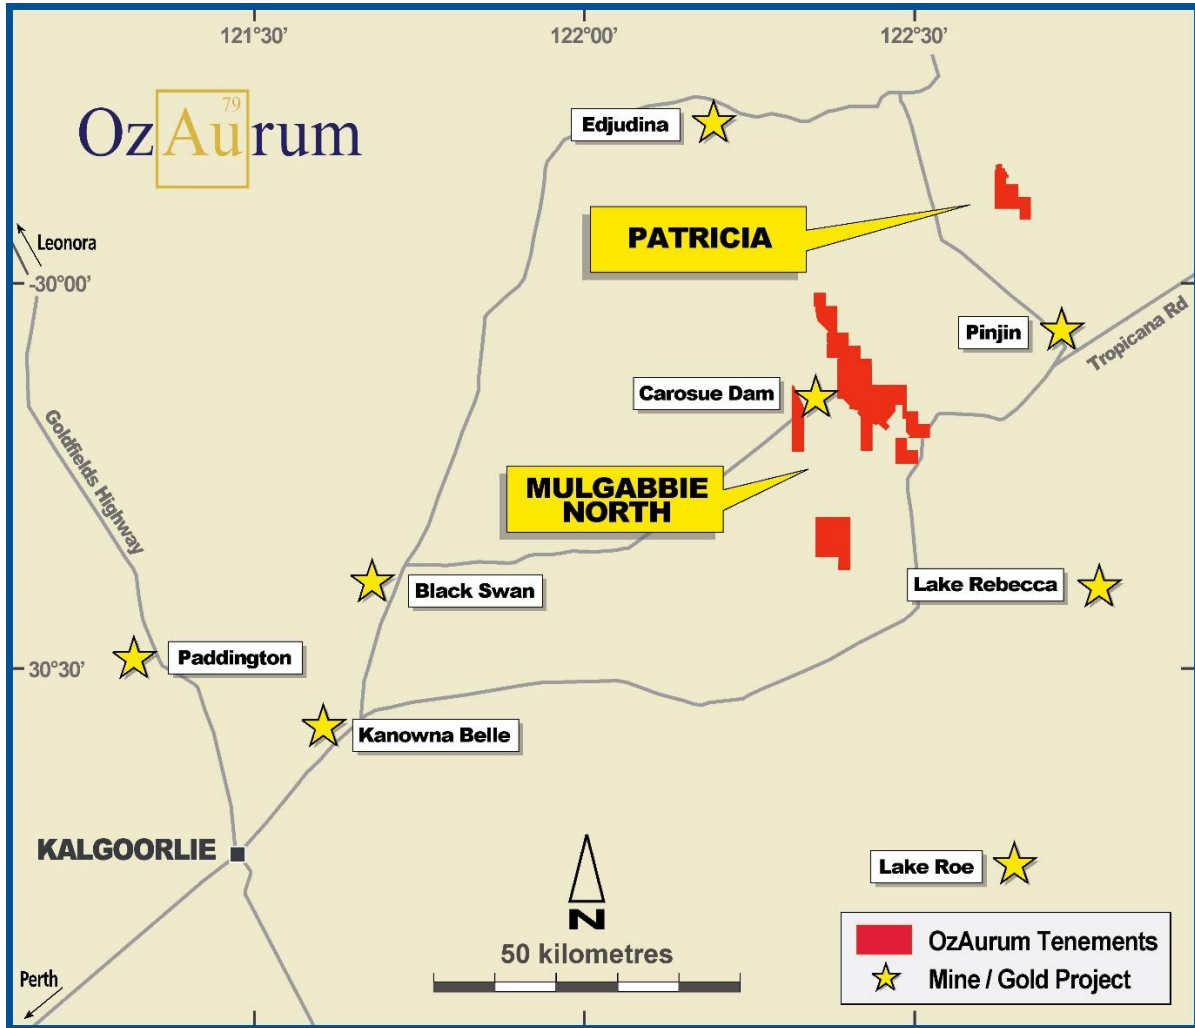 121°30' 122°00' 122°30'
79
OzAurum
Edjudina
PATRICIA
Leonora
-30°00'
Pinjin
Tropicana Rd
Carosue Dam
Goldfields Highway
MULGABBIE
NORTH
Black Swan
Lake Rebecca
Paddington
30°30'
Kanowna Belle
KALGOORLIE
Lake Roe
N
50 kilometres
OzAurum Tenements
Mine / Gold Project
Perth